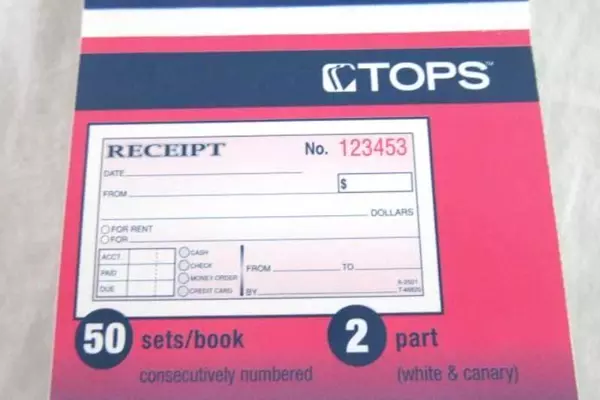 TOPS™
RECEIPT No. 123453
DATE
FROM $
DOLLARS
FOR RENT
FOR
ACCT. CASH
PAID CHECK FROM TO
MONEY ORDER
DUE CREDIT CARD BY
50 sets/book 2 part
consecutively numbered (white & canary)